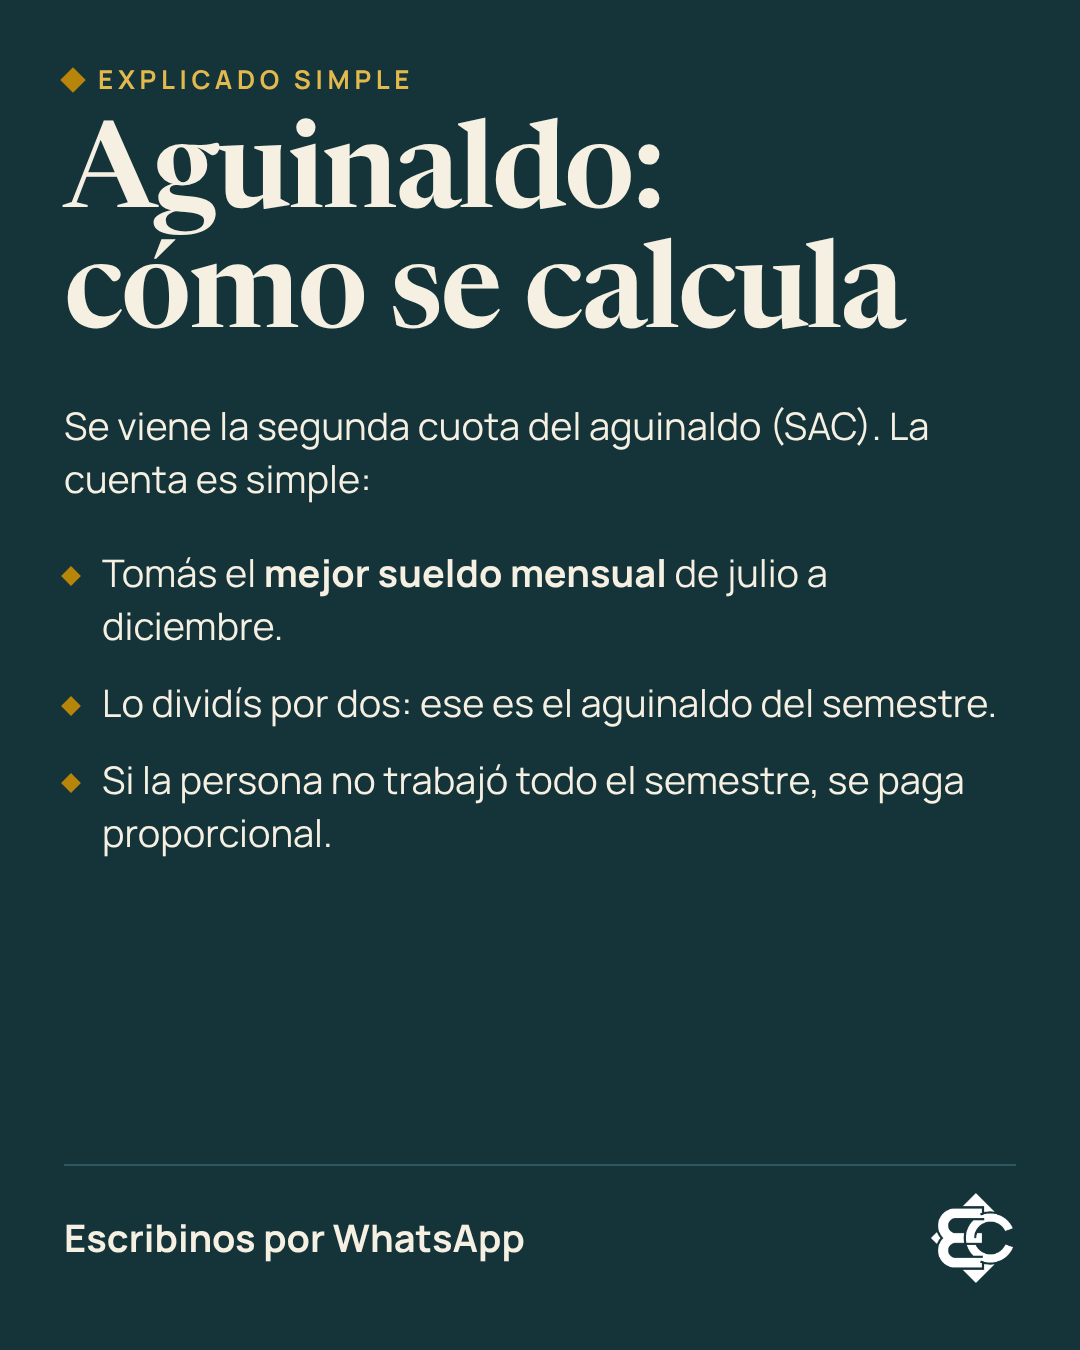 EXPLICADO SIMPLE
Aguinaldo:
cómo se calcula
Se viene la segunda cuota del aguinaldo (SAC). La
cuenta es simple:
Tomás el mejor sueldo mensual de julio a
diciembre.
Lo dividís por dos: ese es el aguinaldo del semestre.
Si la persona no trabajó todo el semestre, se paga
proporcional.
Escribinos por WhatsApp
EC